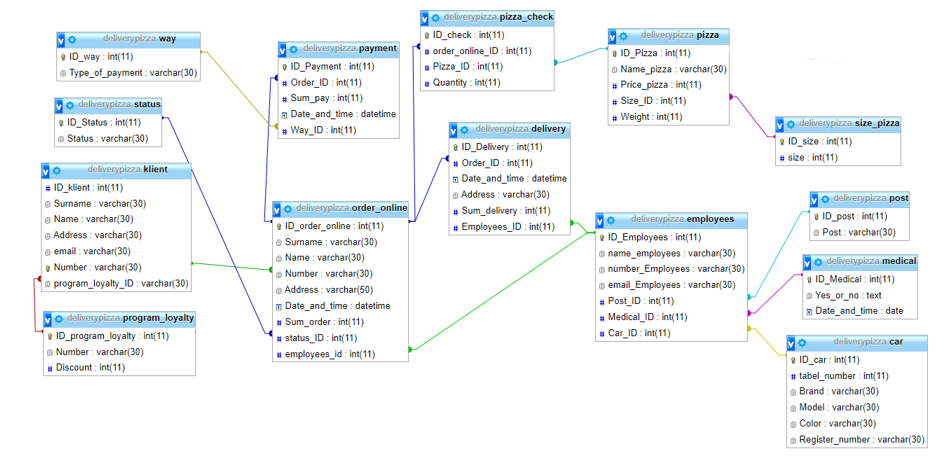 deliverypizza.way
ID_way : int(11)
Type_of_payment : varchar(30)
deliverypizza.status
ID_Status : int(11)
Status : varchar(30)
deliverypizza.klient
ID_klient : int(11)
Surname : varchar(30)
Name : varchar(30)
Address : varchar(30)
email : varchar(30)
Number : varchar(30)
program_loyalty_ID : varchar(30)
deliverypizza.program_loyalty
ID_program_loyalty : int(11)
Number : varchar(30)
Discount : int(11)
deliverypizza.payment
ID_Payment : int(11)
Order_ID : int(11)
Sum_pay : int(11)
Date_and_time : datetime
Way_ID : int(11)
deliverypizza.order_online
ID_order_online : int(11)
Surname : varchar(30)
Name : varchar(30)
Number : varchar(30)
Address : varchar(50)
Date_and_time : datetime
Sum_order : int(11)
status_ID : int(11)
employees_id : int(11)
deliverypizza.pizza_check
ID_check : int(11)
order_online_ID : int(11)
Pizza_ID : int(11)
Quantity : int(11)
deliverypizza.delivery
ID_Delivery : int(11)
Order_ID : int(11)
Date_and_time : datetime
Address : varchar(30)
Sum_delivery : int(11)
Employees_ID : int(11)
deliverypizza.pizza
ID_Pizza : int(11)
Name_pizza : varchar(30)
Price_pizza : int(11)
Size_ID : int(11)
Weight : int(11)
deliverypizza.size_pizza
ID_size : int(11)
size : int(11)
deliverypizza.employees
ID_Employees : int(11)
name_employees : varchar(30)
number_Employees : varchar(30)
email_Employees : varchar(30)
Post_ID : int(11)
Medical_ID : int(11)
Car_ID : int(11)
deliverypizza.post
ID_post : int(11)
Post : varchar(30)
deliverypizza.medical
ID_Medical : int(11)
Yes_or_no : text
Date_and_time : date
deliverypizza.car
ID_car : int(11)
tabel_number : int(11)
Brand : varchar(30)
Model : varchar(30)
Color : varchar(30)
Register_number : varchar(30)